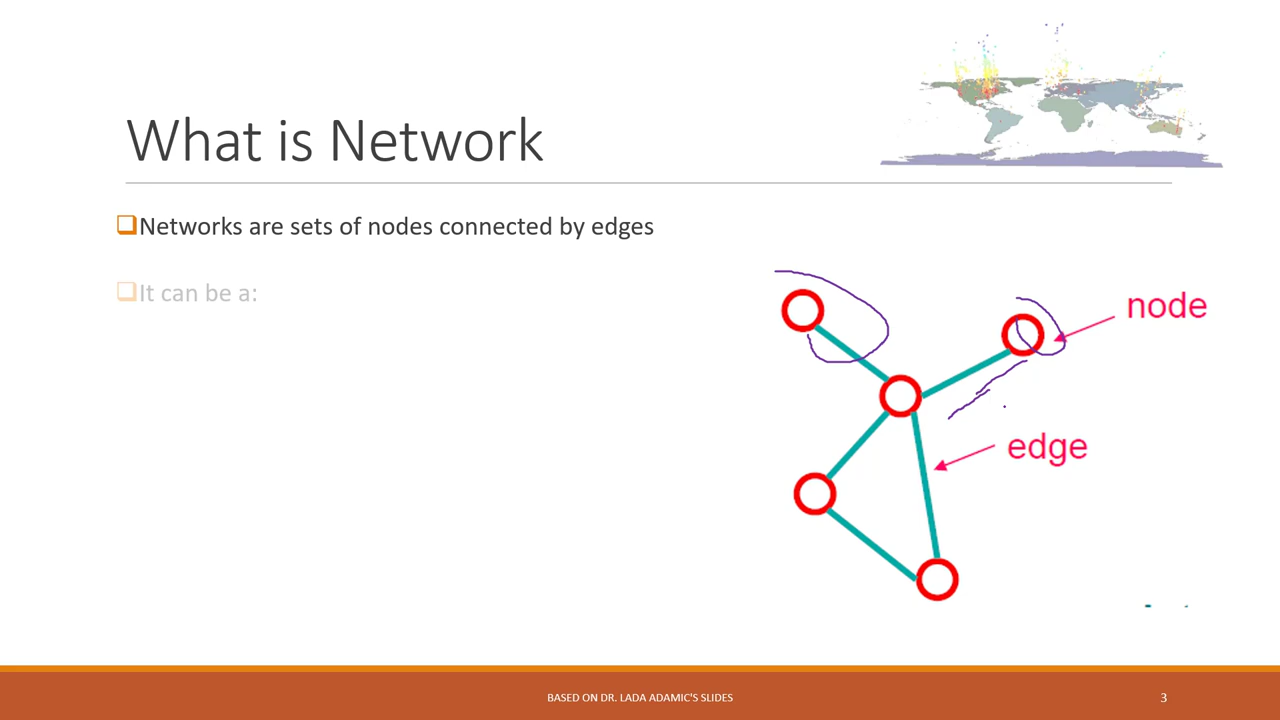 What is Network
Networks are sets of nodes connected by edges
It can be a:
node
edge
BASED ON DR. LADA ADAMIC'S SLIDES
3